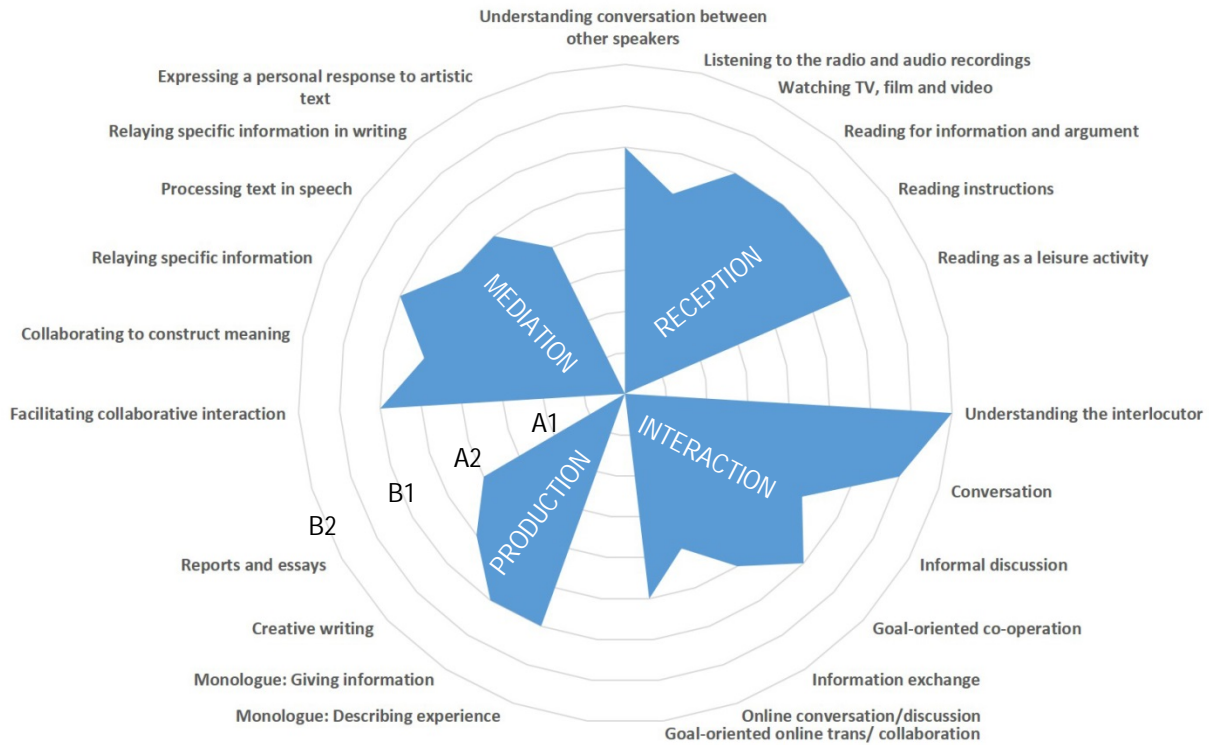 Understanding conversation between
other speakers
Listening to the radio and audio recordings
Watching TV, film and video
Reading for information and argument
Reading instructions
Reading as a leisure activity
Understanding the interlocutor
Conversation
Informal discussion
Goal-oriented co-operation
Information exchange
Online conversation/discussion
Goal-oriented online trans/ collaboration
Monologue: Describing experience
Monologue: Giving information
Creative writing
Reports and essays
Facilitating collaborative interaction
Collaborating to construct meaning
Relaying specific information
Processing text in speech
Relaying specific information in writing
Expressing a personal response to artistic
text
RECEPTION
INTERACTION
PRODUCTION
MEDIATION
A1
A2
B1
B2